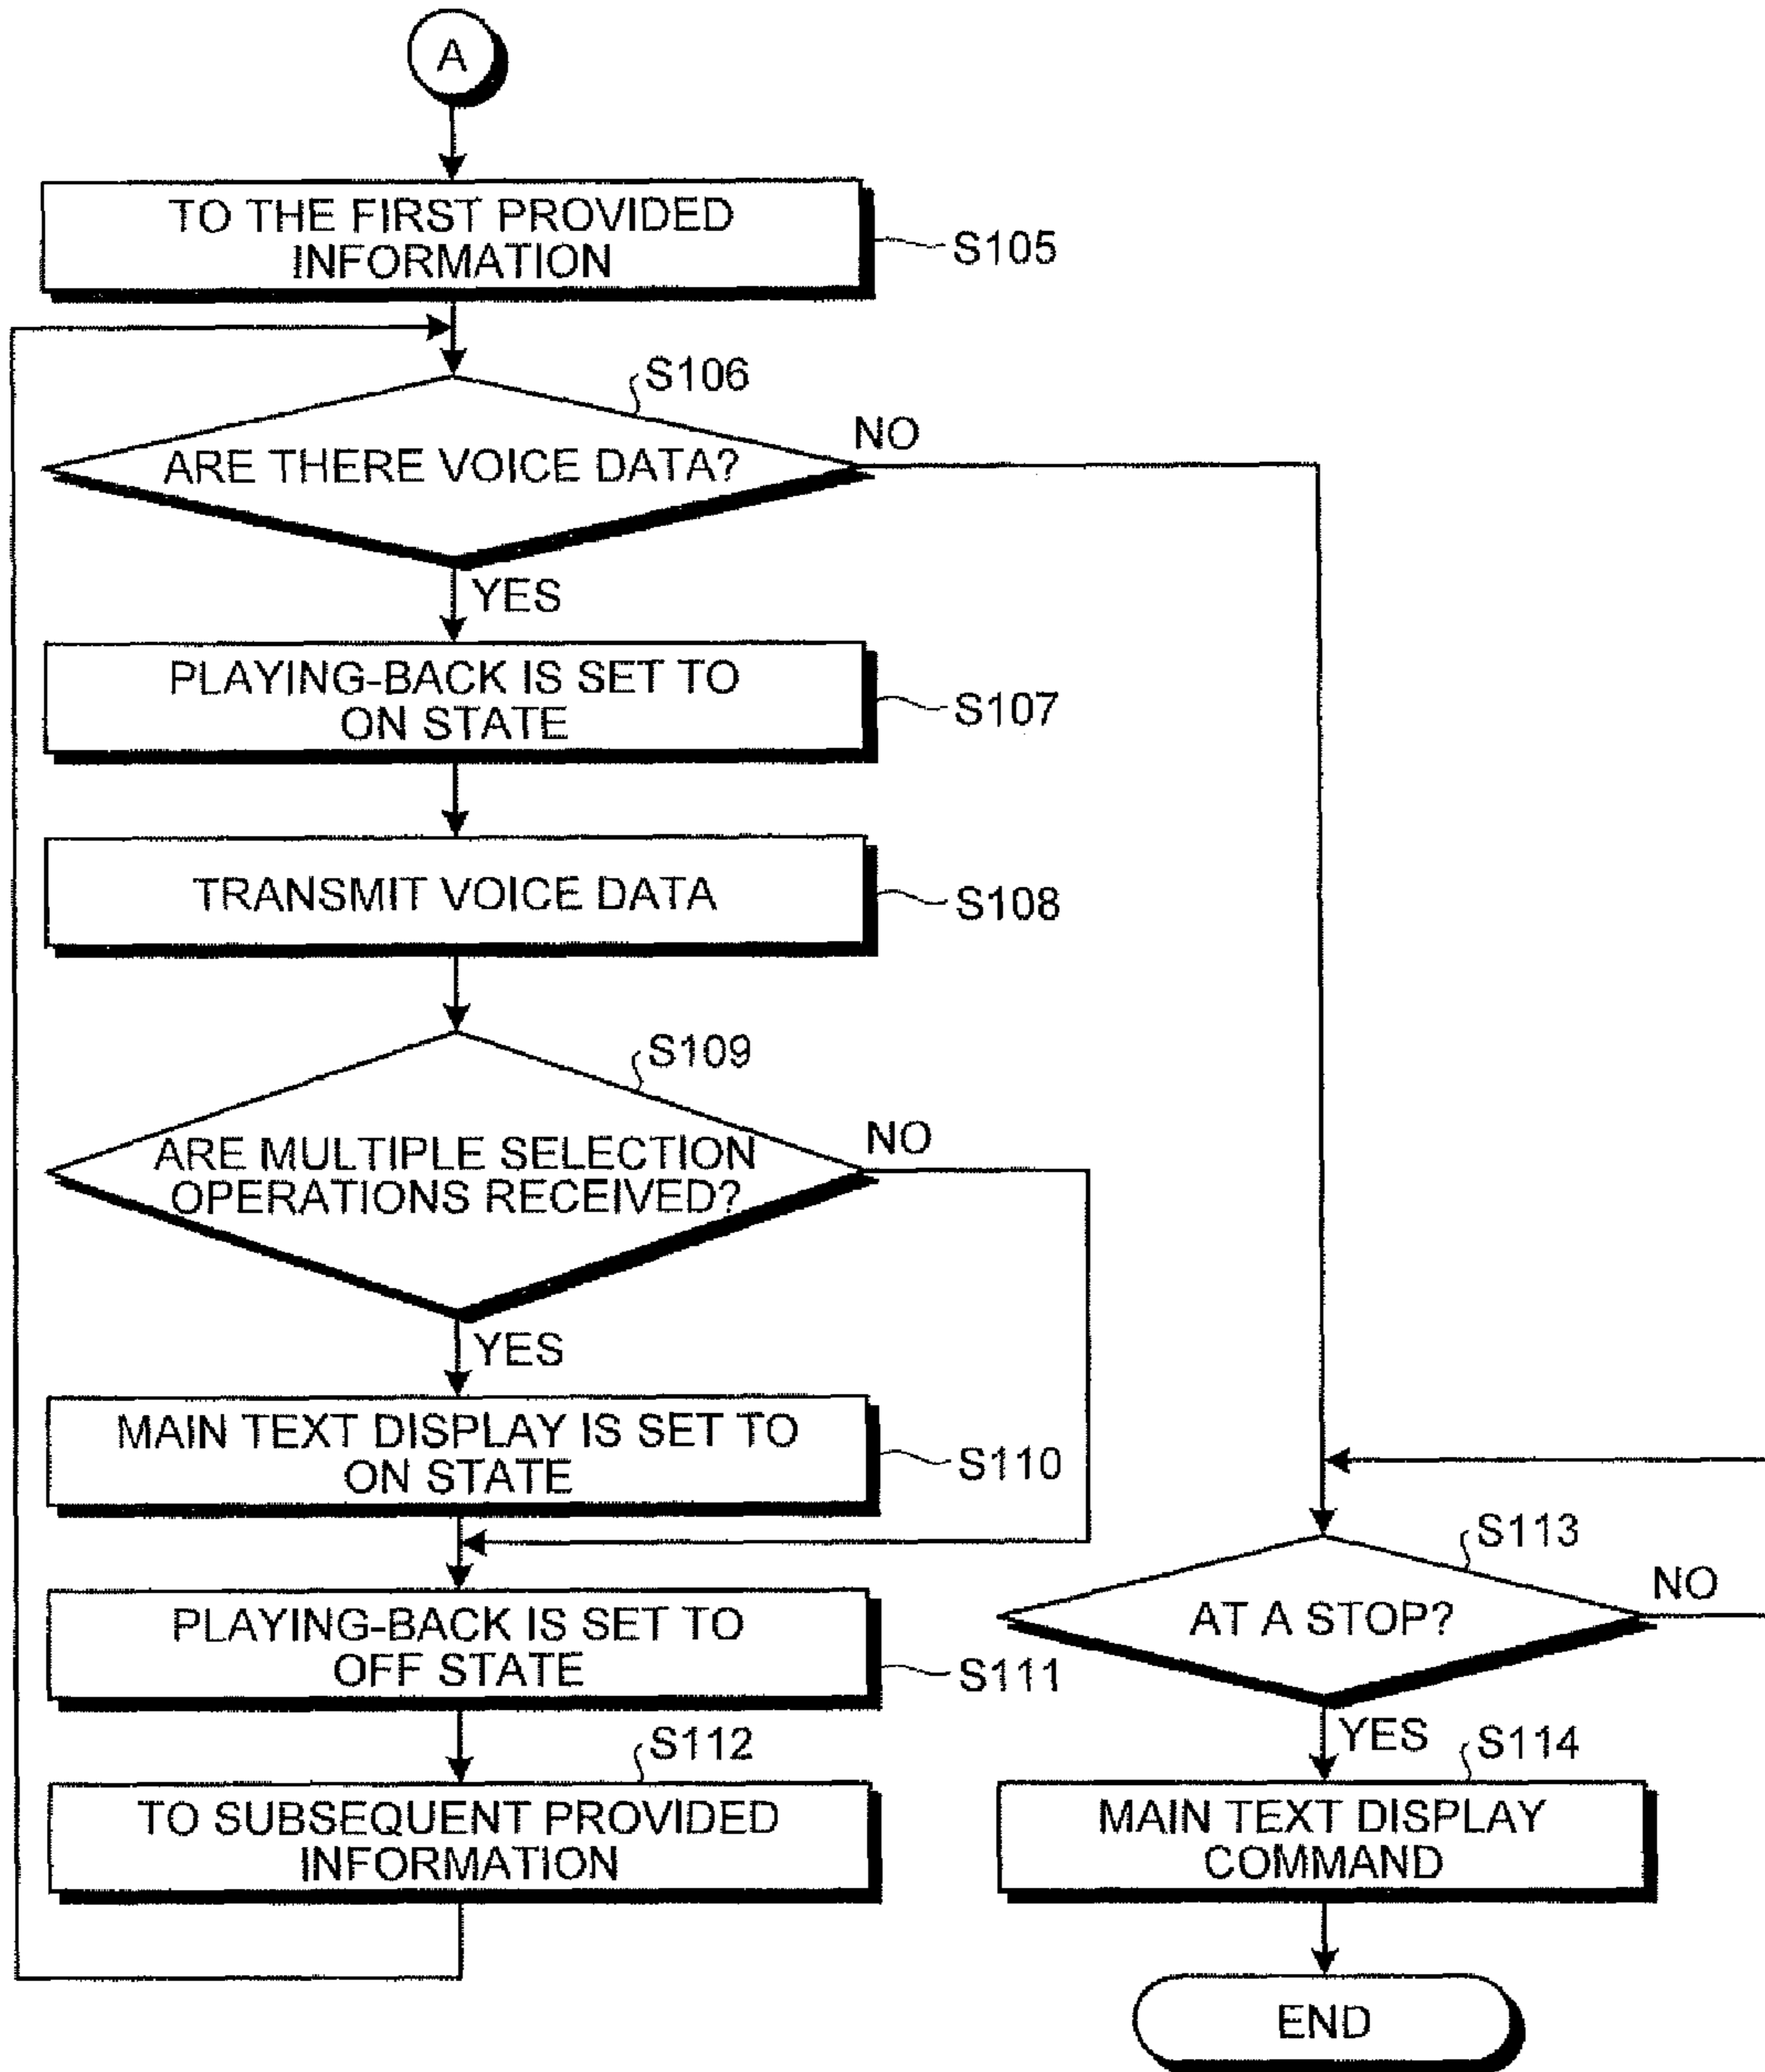 A
TO THE FIRST PROVIDED
INFORMATION
S105
S106
ARE THERE VOICE DATA?
NO
YES
PLAYING-BACK IS SET TO
ON STATE
S107
TRANSMIT VOICE DATA
S108
S109
ARE MULTIPLE SELECTION
OPERATIONS RECEIVED?
NO
YES
MAIN TEXT DISPLAY IS SET TO
ON STATE
S110
PLAYING-BACK IS SET TO
OFF STATE
S111
S112
TO SUBSEQUENT PROVIDED
INFORMATION
S113
AT A STOP?
NO
YES
S114
MAIN TEXT DISPLAY
COMMAND
END